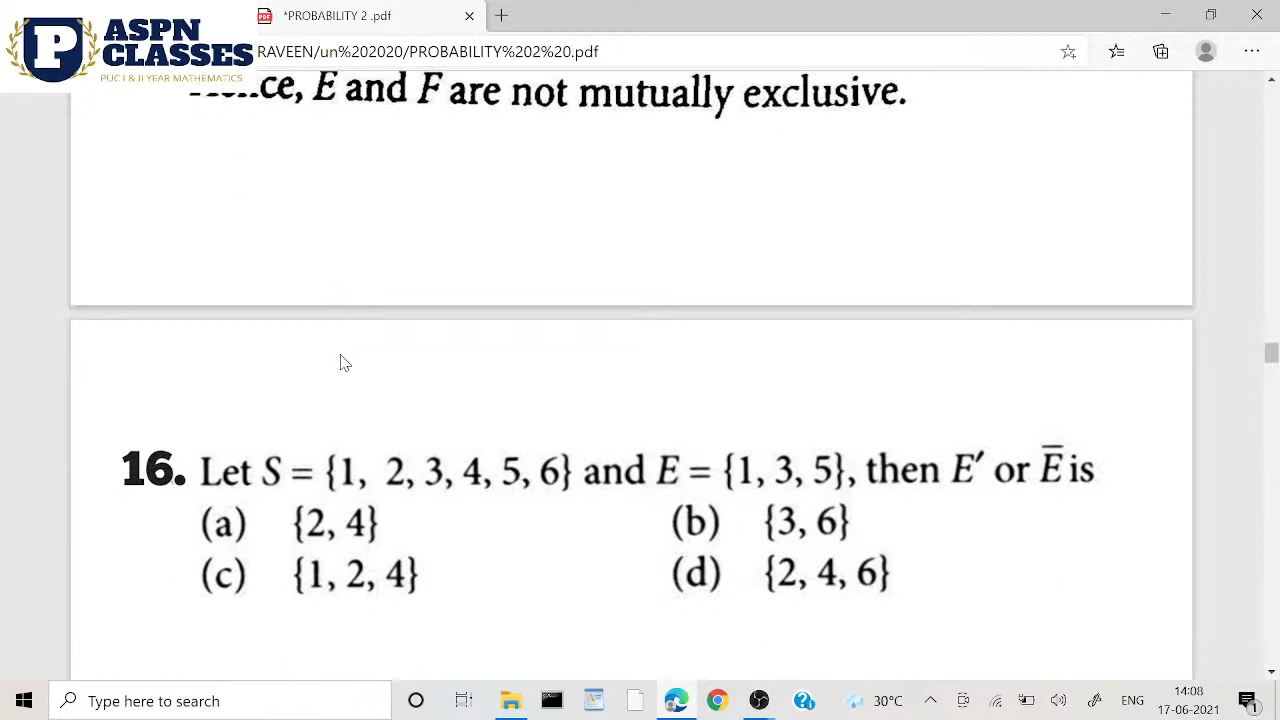 *PROBABILITY 2 .pdf
P ASPN CLASSES
PUC I & II YEAR MATHEMATICS
RAVEEN/un%202020/PROBABILITY%202%20.pdf
E and F are not mutually exclusive.
16. Let S = {1, 2, 3, 4, 5, 6} and E = {1, 3, 5}, then E′ or E̅ is
(a) {2, 4} (b) {3, 6}
(c) {1, 2, 4} (d) {2, 4, 6}
Type here to search
30°C ENG 14:08
17-06-2021 1